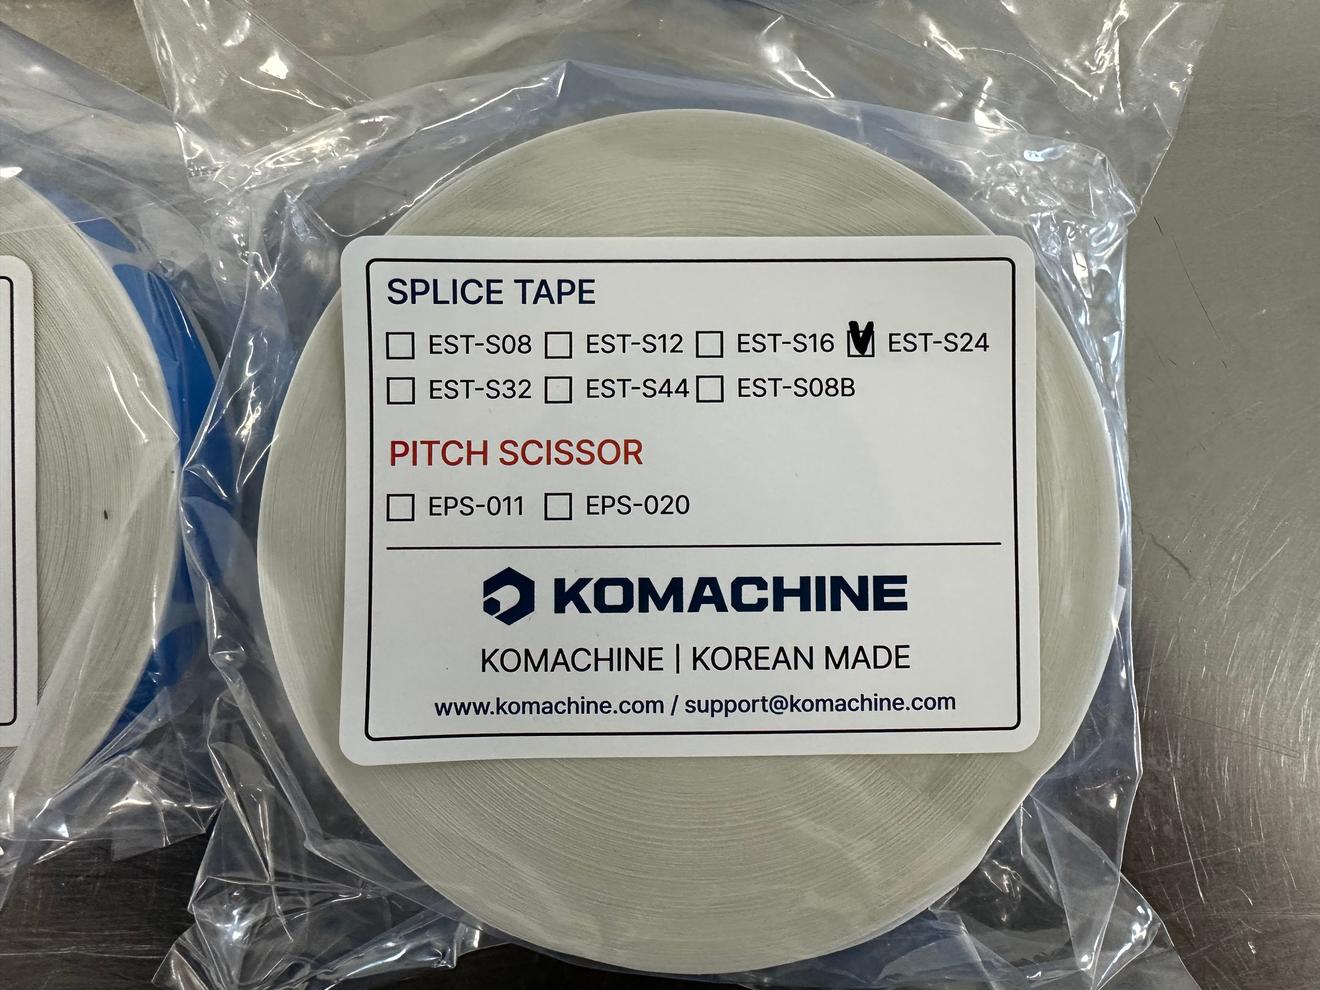 SPLICE TAPE
EST-S08 EST-S12 EST-S16 EST-S24
EST-S32 EST-S44 EST-S08B
PITCH SCISSOR
EPS-011 EPS-020
KOMACHINE
KOMACHINE | KOREAN MADE
www.komachine.com / support@komachine.com